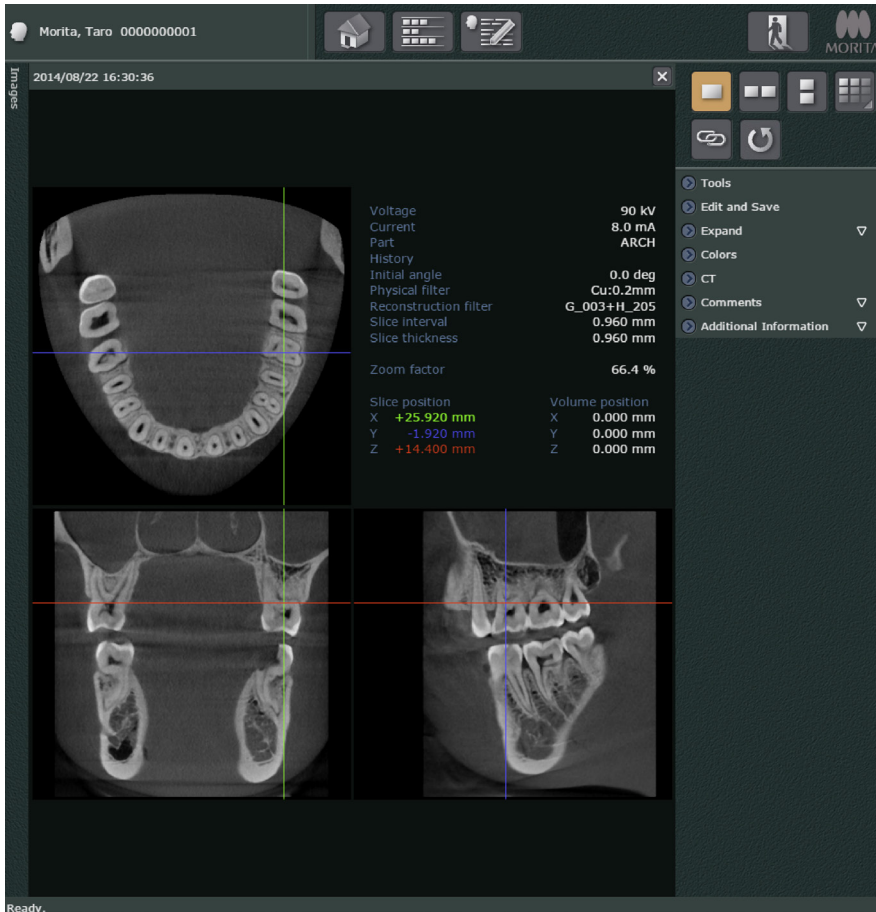 Morita, Taro 0000000001
MORITA
Images
2014/08/22 16:30:36
Voltage 90 kV
Current 8.0 mA
Part ARCH
History
Initial angle 0.0 deg
Physical filter Cu:0.2mm
Reconstruction filter G_003+H_205
Slice interval 0.960 mm
Slice thickness 0.960 mm
Zoom factor 66.4 %
Slice position Volume position
X +25.920 mm X 0.000 mm
Y -1.920 mm Y 0.000 mm
Z +14.400 mm Z 0.000 mm
Tools
Edit and Save
Expand
Colors
CT
Comments
Additional Information
Ready.